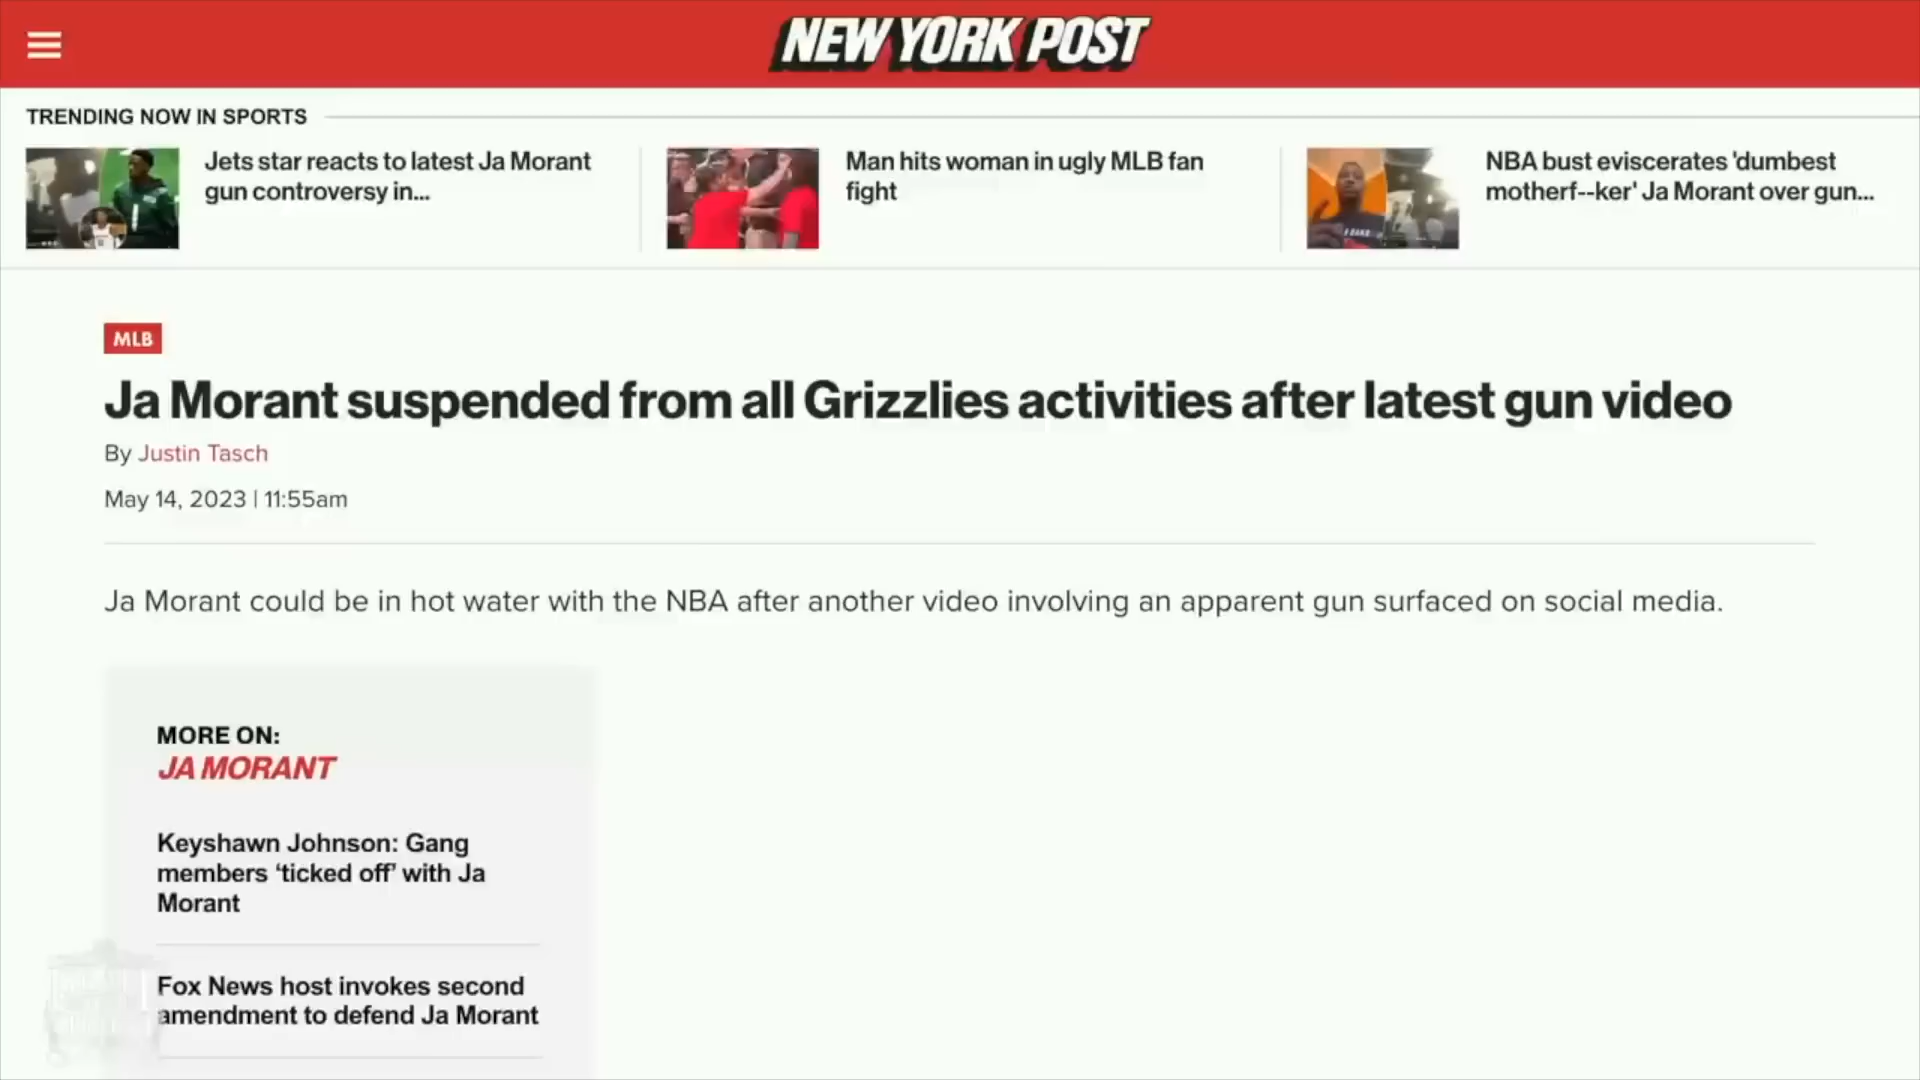 NEW YORK POST
TRENDING NOW IN SPORTS
Jets star reacts to latest Ja Morant
gun controversy in...
Man hits woman in ugly MLB fan
fight
NBA bust eviscerates 'dumbest
motherf--ker' Ja Morant over gun...
MLB
Ja Morant suspended from all Grizzlies activities after latest gun video
By Justin Tasch
May 14, 2023 | 11:55am
Ja Morant could be in hot water with the NBA after another video involving an apparent gun surfaced on social media.
MORE ON:
JA MORANT
Keyshawn Johnson: Gang
members ‘ticked off’ with Ja
Morant
Fox News host invokes second
amendment to defend Ja Morant